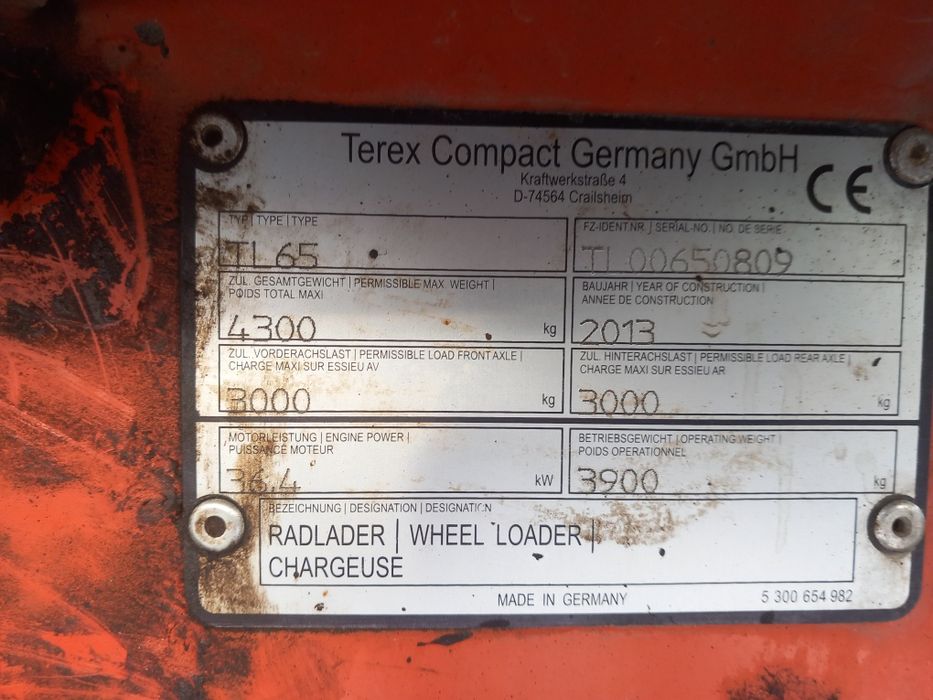 Terex Compact Germany GmbH
Kraftwerkstraße 4
D-74564 Crailsheim
CE
TYP | TYPE | TYPE
TL 65
FZ-IDENT.NR. | SERIAL-NO. | NO. DE SERIE
TL 00650809
ZUL. GESAMTGEWICHT | PERMISSIBLE MAX. WEIGHT |
POIDS TOTAL MAXI
4300 kg
BAUJAHR | YEAR OF CONSTRUCTION |
ANNEE DE CONSTRUCTION
2013
ZUL. VORDERACHSLAST | PERMISSIBLE LOAD FRONT AXLE |
CHARGE MAXI SUR ESSIEU AV
3000 kg
ZUL. HINTERACHSLAST | PERMISSIBLE LOAD REAR AXLE |
CHARGE MAXI SUR ESSIEU AR
3000 kg
MOTORLEISTUNG | ENGINE POWER |
PUISSANCE MOTEUR
36,4 kW
BETRIEBSGEWICHT | OPERATING WEIGHT |
POIDS OPERATIONNEL
3900 kg
BEZEICHNUNG | DESIGNATION | DESIGNATION
RADLADER | WHEEL LOADER |
CHARGEUSE
MADE IN GERMANY
5 300 654 982